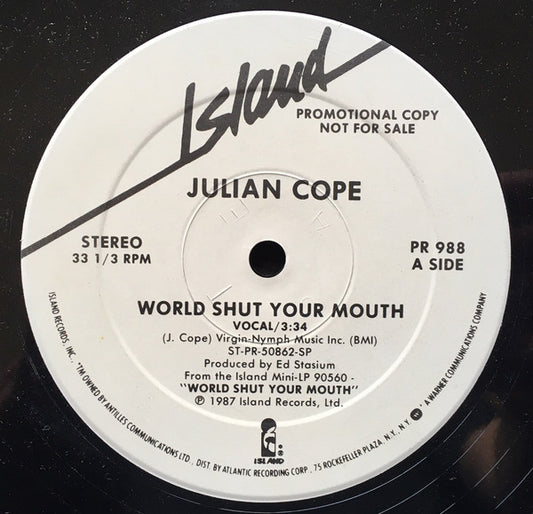 Island
PROMOTIONAL COPY
NOT FOR SALE
JULIAN COPE
STEREO
33 1/3 RPM
PR 988
A SIDE
WORLD SHUT YOUR MOUTH
VOCAL/3:34
(J. Cope) Virgin-Nymph Music Inc. (BMI)
ST-PR-50862-SP
Produced by Ed Stasium
From the Island Mini-LP 90560 -
"WORLD SHUT YOUR MOUTH"
℗ 1987 Island Records, Ltd.
ISLAND
ISLAND RECORDS, INC., "TM OWNED BY ANTILLES COMMUNICATIONS LTD., DIST. BY ATLANTIC RECORDING CORP., 75 ROCKEFELLER PLAZA, N.Y., N.Y. A WARNER COMMUNICATIONS COMPANY